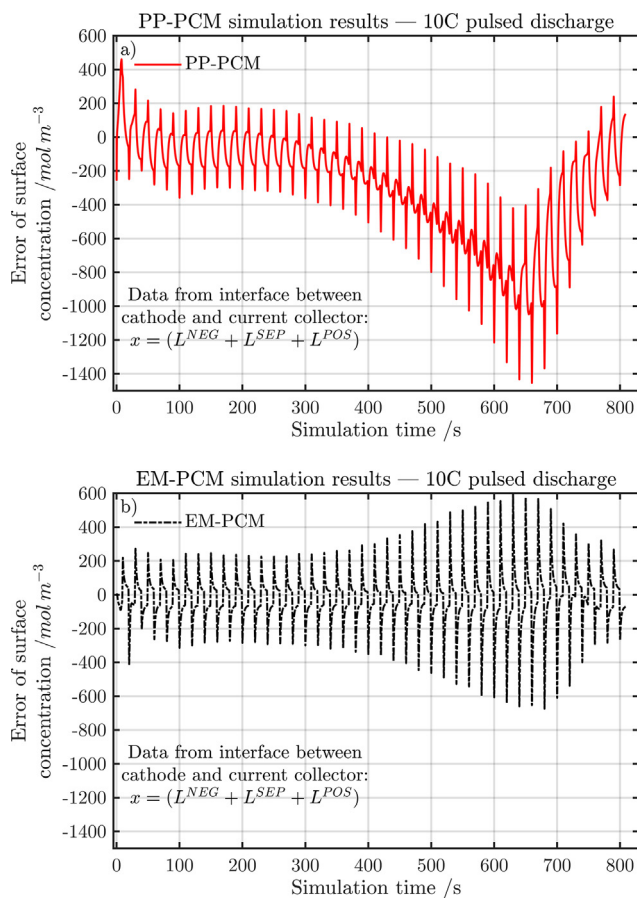 PP-PCM simulation results — 10C pulsed discharge
a)
PP-PCM
600
400
200
0
-200
-400
-600
-800
-1000
-1200
-1400
Error of surface
concentration /mol m⁻³
Data from interface between
cathode and current collector:
x = (L^NEG + L^SEP + L^POS)
0 100 200 300 400 500 600 700 800
Simulation time /s
EM-PCM simulation results — 10C pulsed discharge
b)
EM-PCM
600
400
200
0
-200
-400
-600
-800
-1000
-1200
-1400
Error of surface
concentration /mol m⁻³
Data from interface between
cathode and current collector:
x = (L^NEG + L^SEP + L^POS)
0 100 200 300 400 500 600 700 800
Simulation time /s